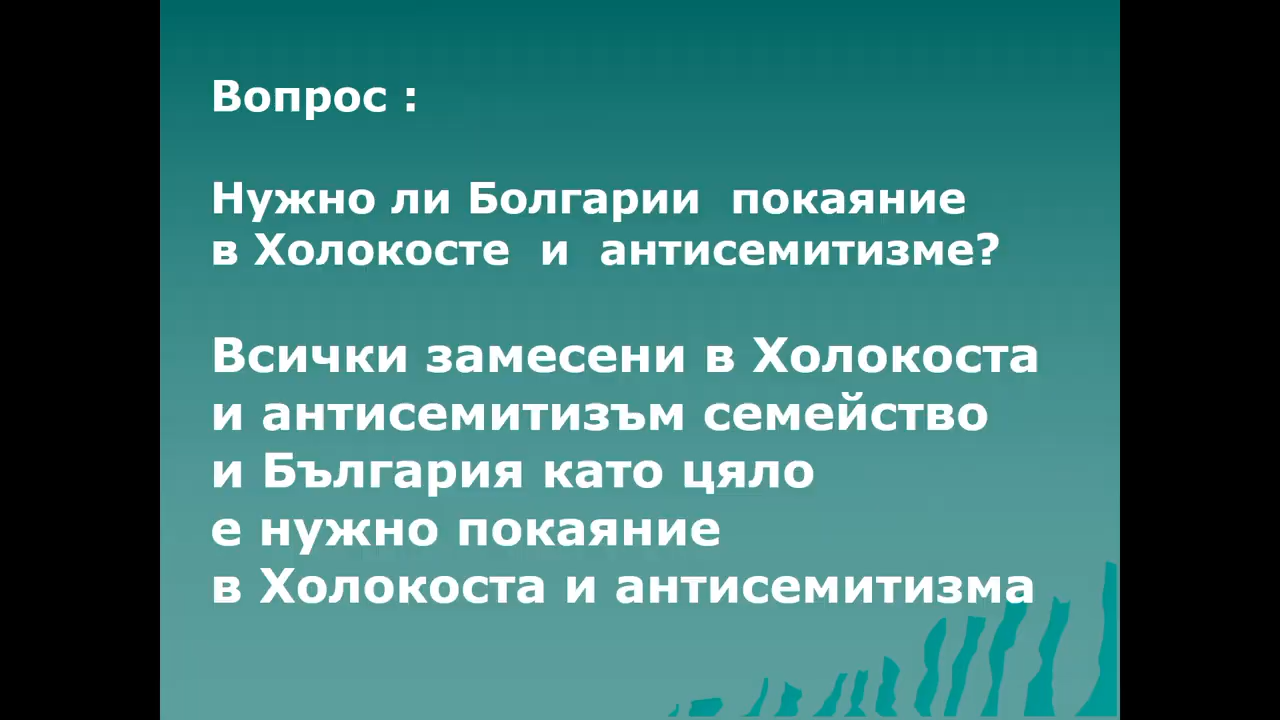 Вопрос :
Нужно ли Болгарии покаяние
в Холокосте и антисемитизме?
Всички замесени в Холокоста
и антисемитизъм семейство
и България като цяло
е нужно покаяние
в Холокоста и антисемитизма